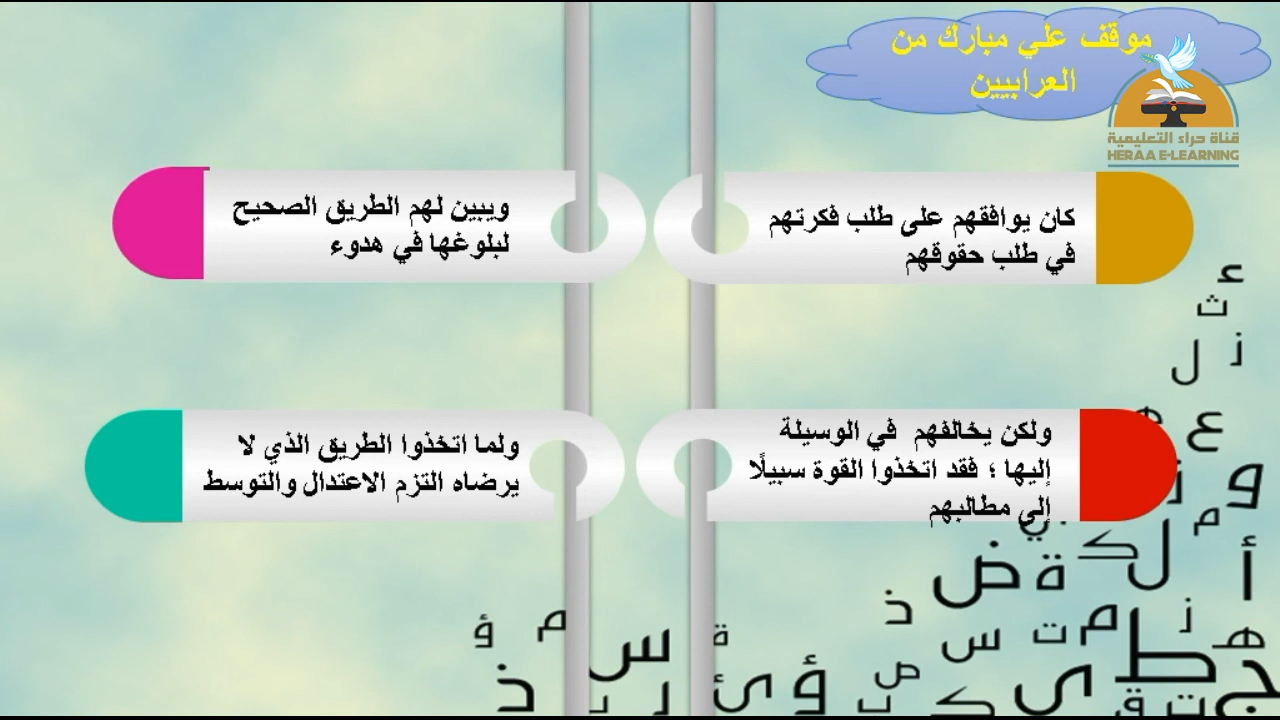 موقف علي مبارك من
العرابيين
قناة حراء التعليمية
HERAA E-LEARNING
كان يوافقهم على طلب فكرتهم
في طلب حقوقهم
ويبين لهم الطريق الصحيح
لبلوغها في هدوء
ولكن يخالفهم في الوسيلة
إليها ؛ فقد اتخذوا القوة سبيلًا
إلي مطالبهم
ولما اتخذوا الطريق الذي لا
يرضاه التزم الاعتدال والتوسط